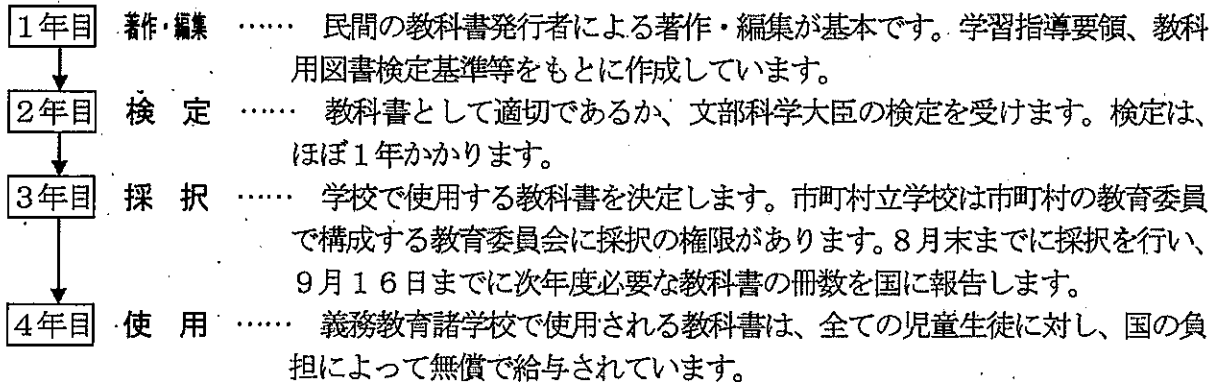 １年目 著作・編集 …… 民間の教科書発行者による著作・編集が基本です。学習指導要領、教科
用図書検定基準等をもとに作成しています。
２年目 検 定 …… 教科書として適切であるか、文部科学大臣の検定を受けます。検定は、
ほぼ１年かかります。
３年目 採 択 …… 学校で使用する教科書を決定します。市町村立学校は市町村の教育委員
で構成する教育委員会に採択の権限があります。８月末までに採択を行い、
９月１６日までに次年度必要な教科書の冊数を国に報告します。
４年目 使 用 …… 義務教育諸学校で使用される教科書は、全ての児童生徒に対し、国の負
担によって無償で給与されています。